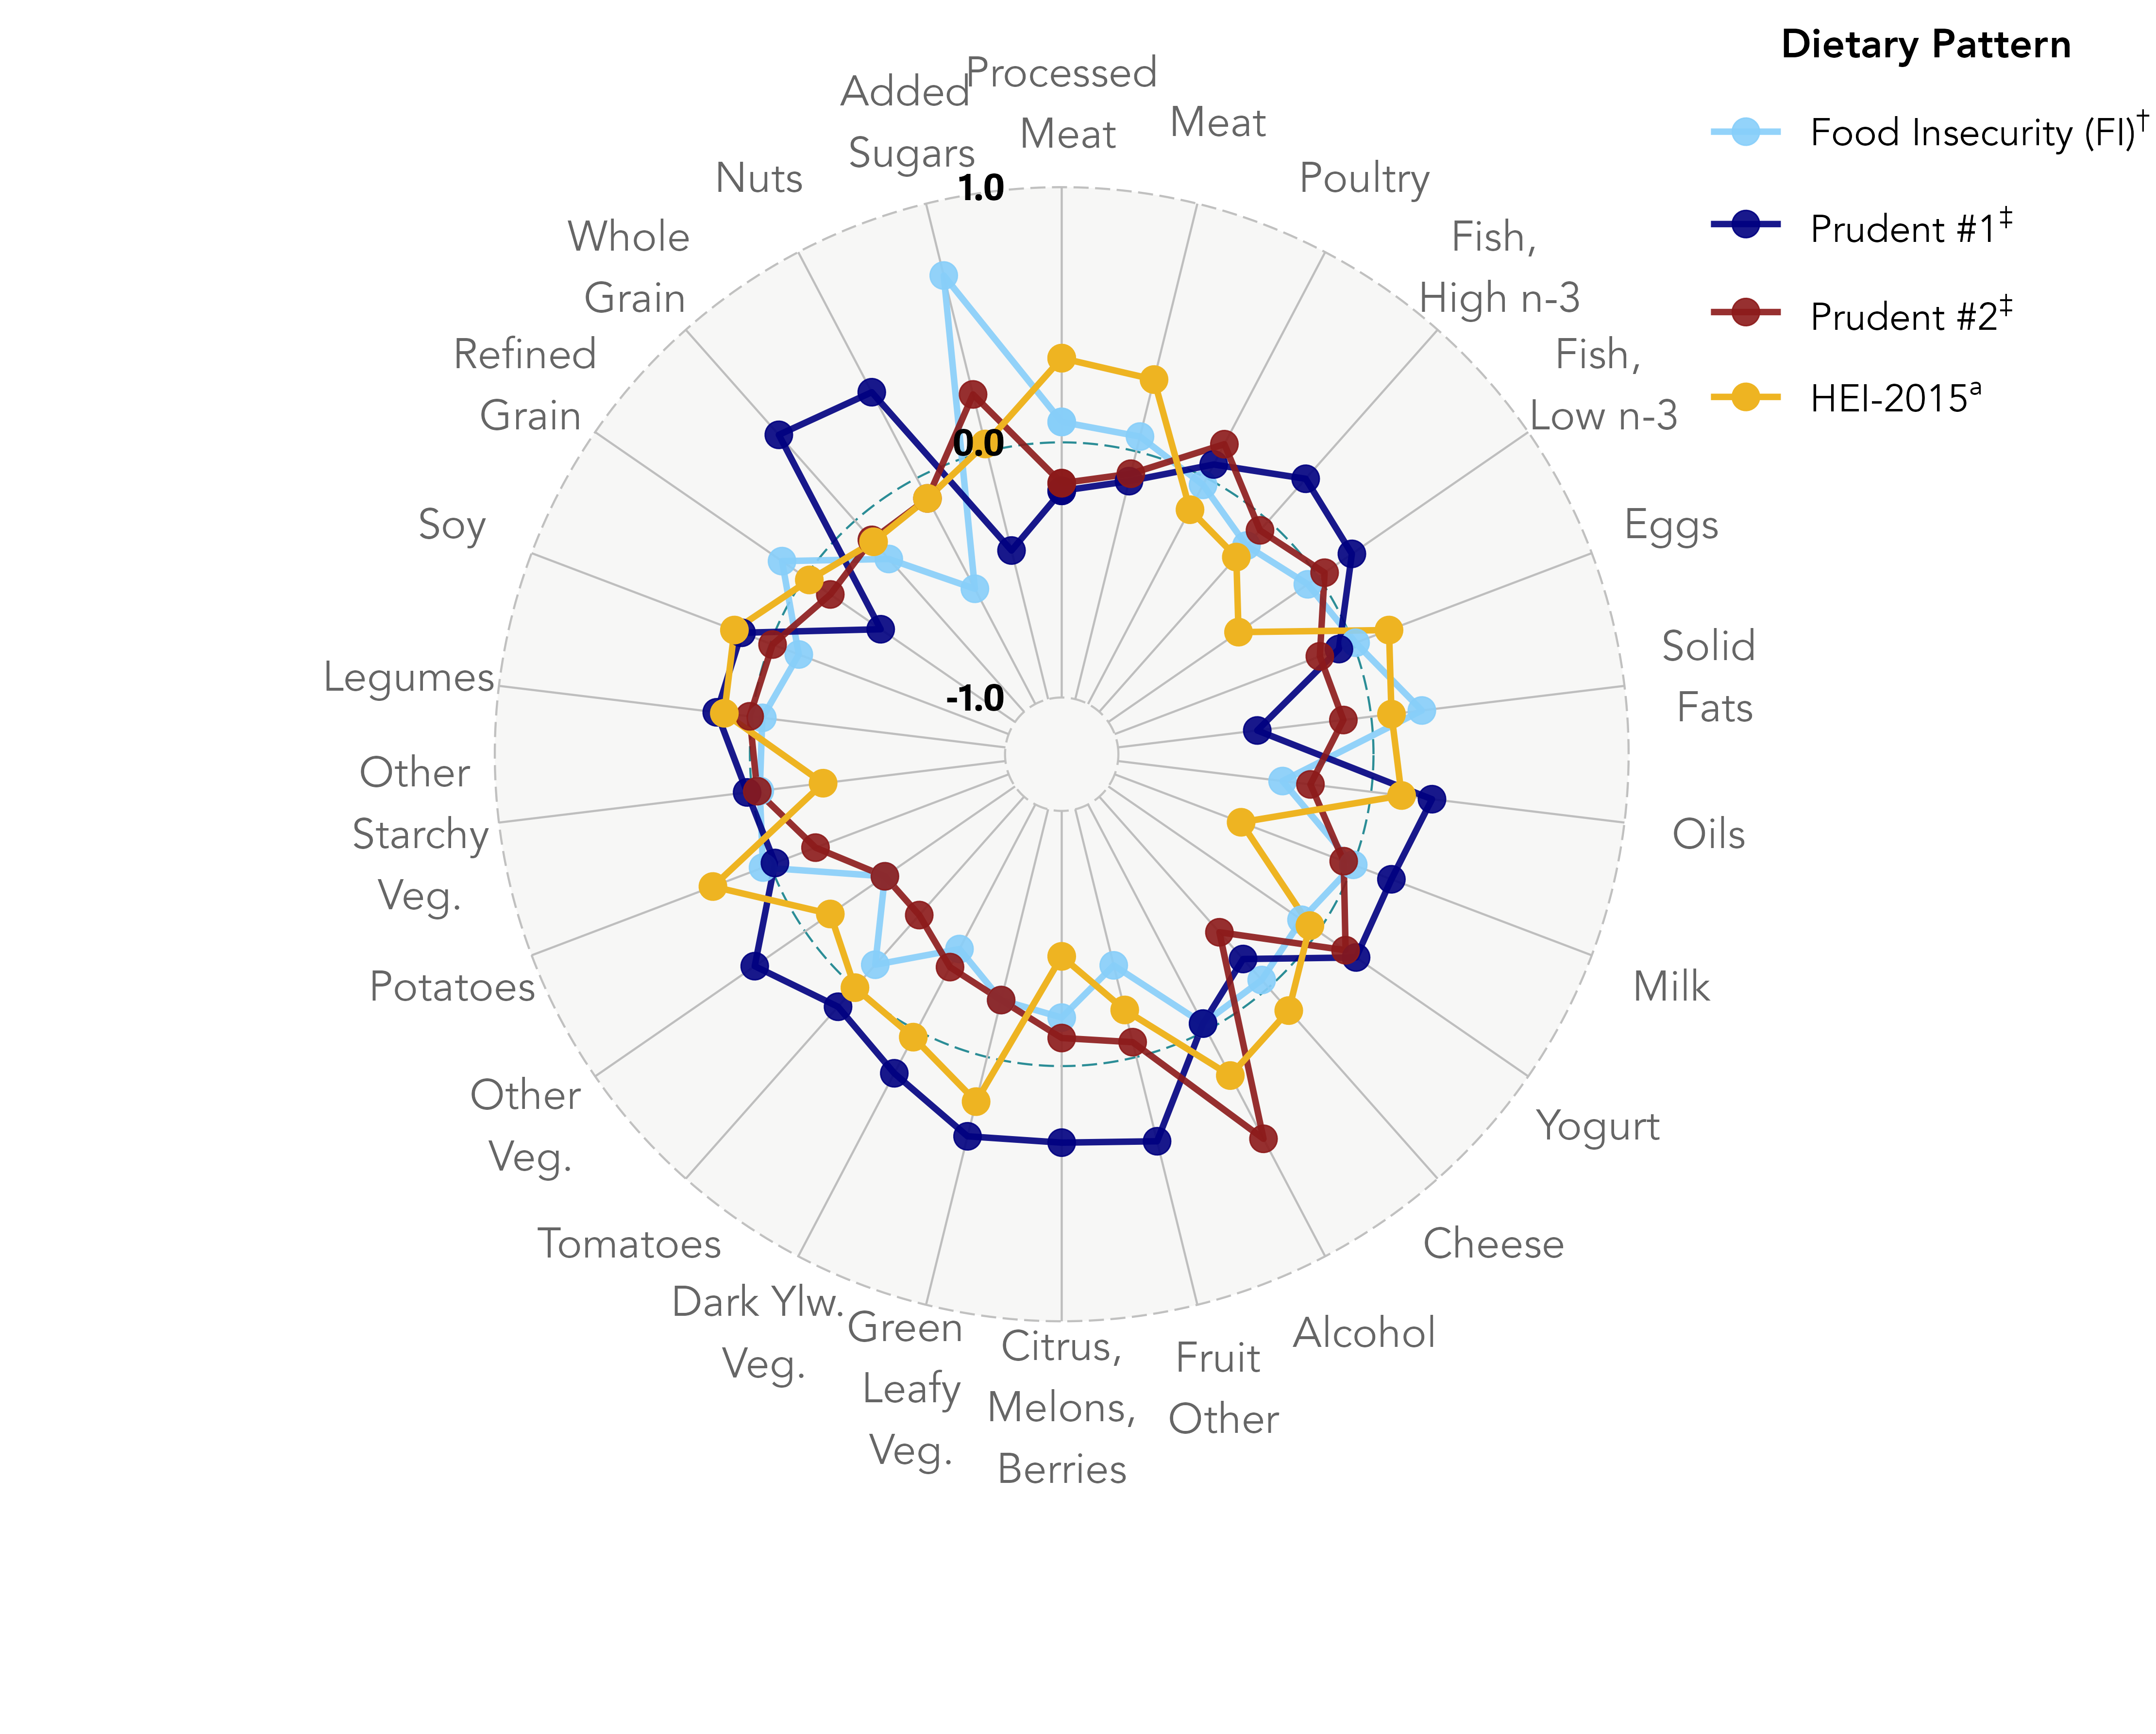 Dietary Pattern
Food Insecurity (FI)†
Prudent #1‡
Prudent #2‡
HEI-2015ª
Processed
Meat
Meat
Poultry
Fish,
High n-3
Fish,
Low n-3
Eggs
Solid
Fats
Oils
Milk
Yogurt
Cheese
Alcohol
Fruit
Other
Citrus,
Melons,
Berries
Green
Leafy
Veg.
Dark Ylw.
Veg.
Tomatoes
Other
Veg.
Potatoes
Other
Starchy
Veg.
Legumes
Soy
Refined
Grain
Whole
Grain
Nuts
Added
Sugars
1.0
0.0
-1.0